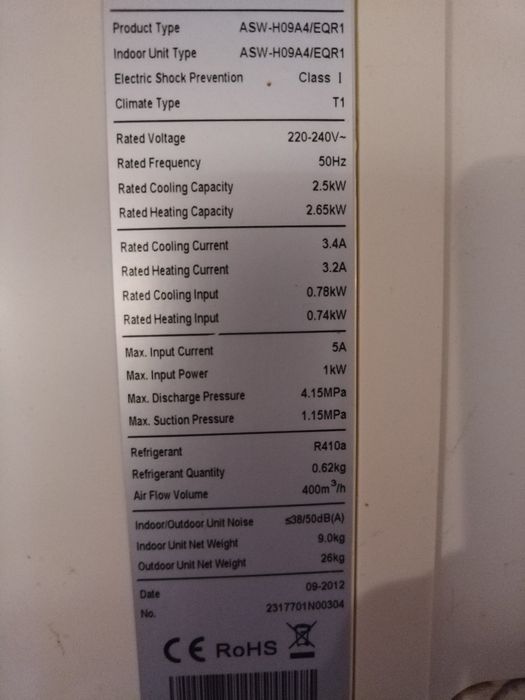 Product Type ASW-H09A4/EQR1
Indoor Unit Type ASW-H09A4/EQR1
Electric Shock Prevention Class I
Climate Type T1
Rated Voltage 220-240V~
Rated Frequency 50Hz
Rated Cooling Capacity 2.5kW
Rated Heating Capacity 2.65kW
Rated Cooling Current 3.4A
Rated Heating Current 3.2A
Rated Cooling Input 0.78kW
Rated Heating Input 0.74kW
Max. Input Current 5A
Max. Input Power 1kW
Max. Discharge Pressure 4.15MPa
Max. Suction Pressure 1.15MPa
Refrigerant R410a
Refrigerant Quantity 0.62kg
Air Flow Volume 400m³/h
Indoor/Outdoor Unit Noise ≤38/50dB(A)
Indoor Unit Net Weight 9.0kg
Outdoor Unit Net Weight 26kg
Date 09-2012
No. 2317701N00304
CE RoHS